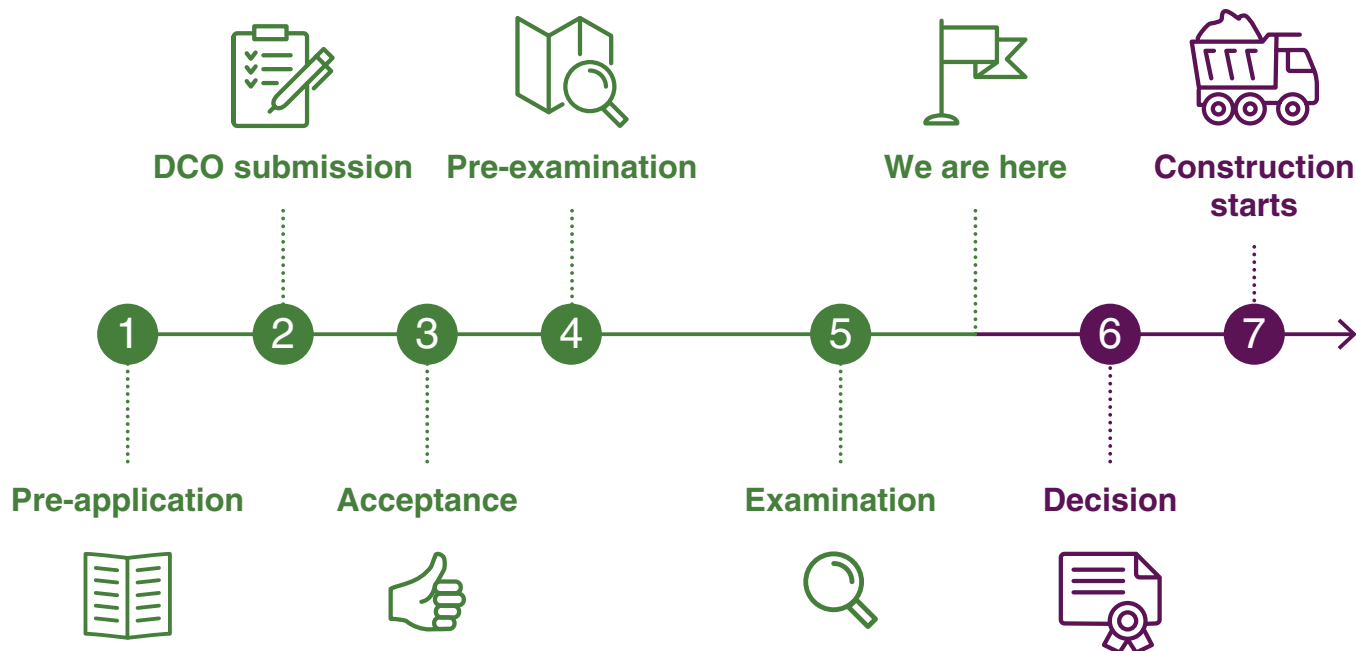 DCO submission
Pre-examination
We are here
Construction
starts
1
2
3
4
5
6
7
Pre-application
Acceptance
Examination
Decision